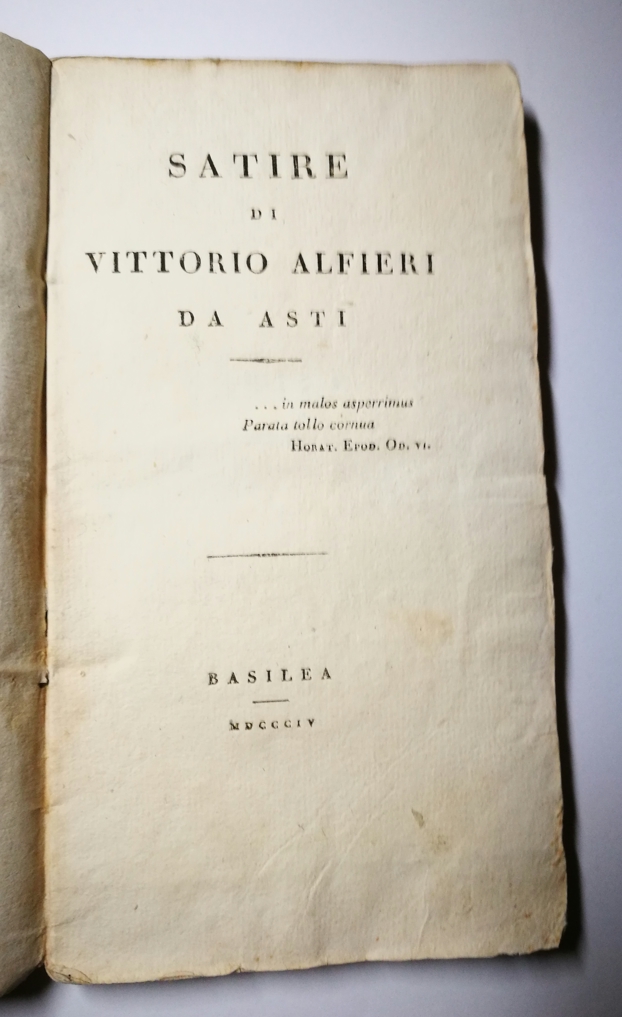 SATIRE
DI
VITTORIO ALFIERI
DA ASTI
... in malos asperrimus
Parata tollo cornua
HORAT. EPOD. OD. VI.
BASILEA
MDCCCIV